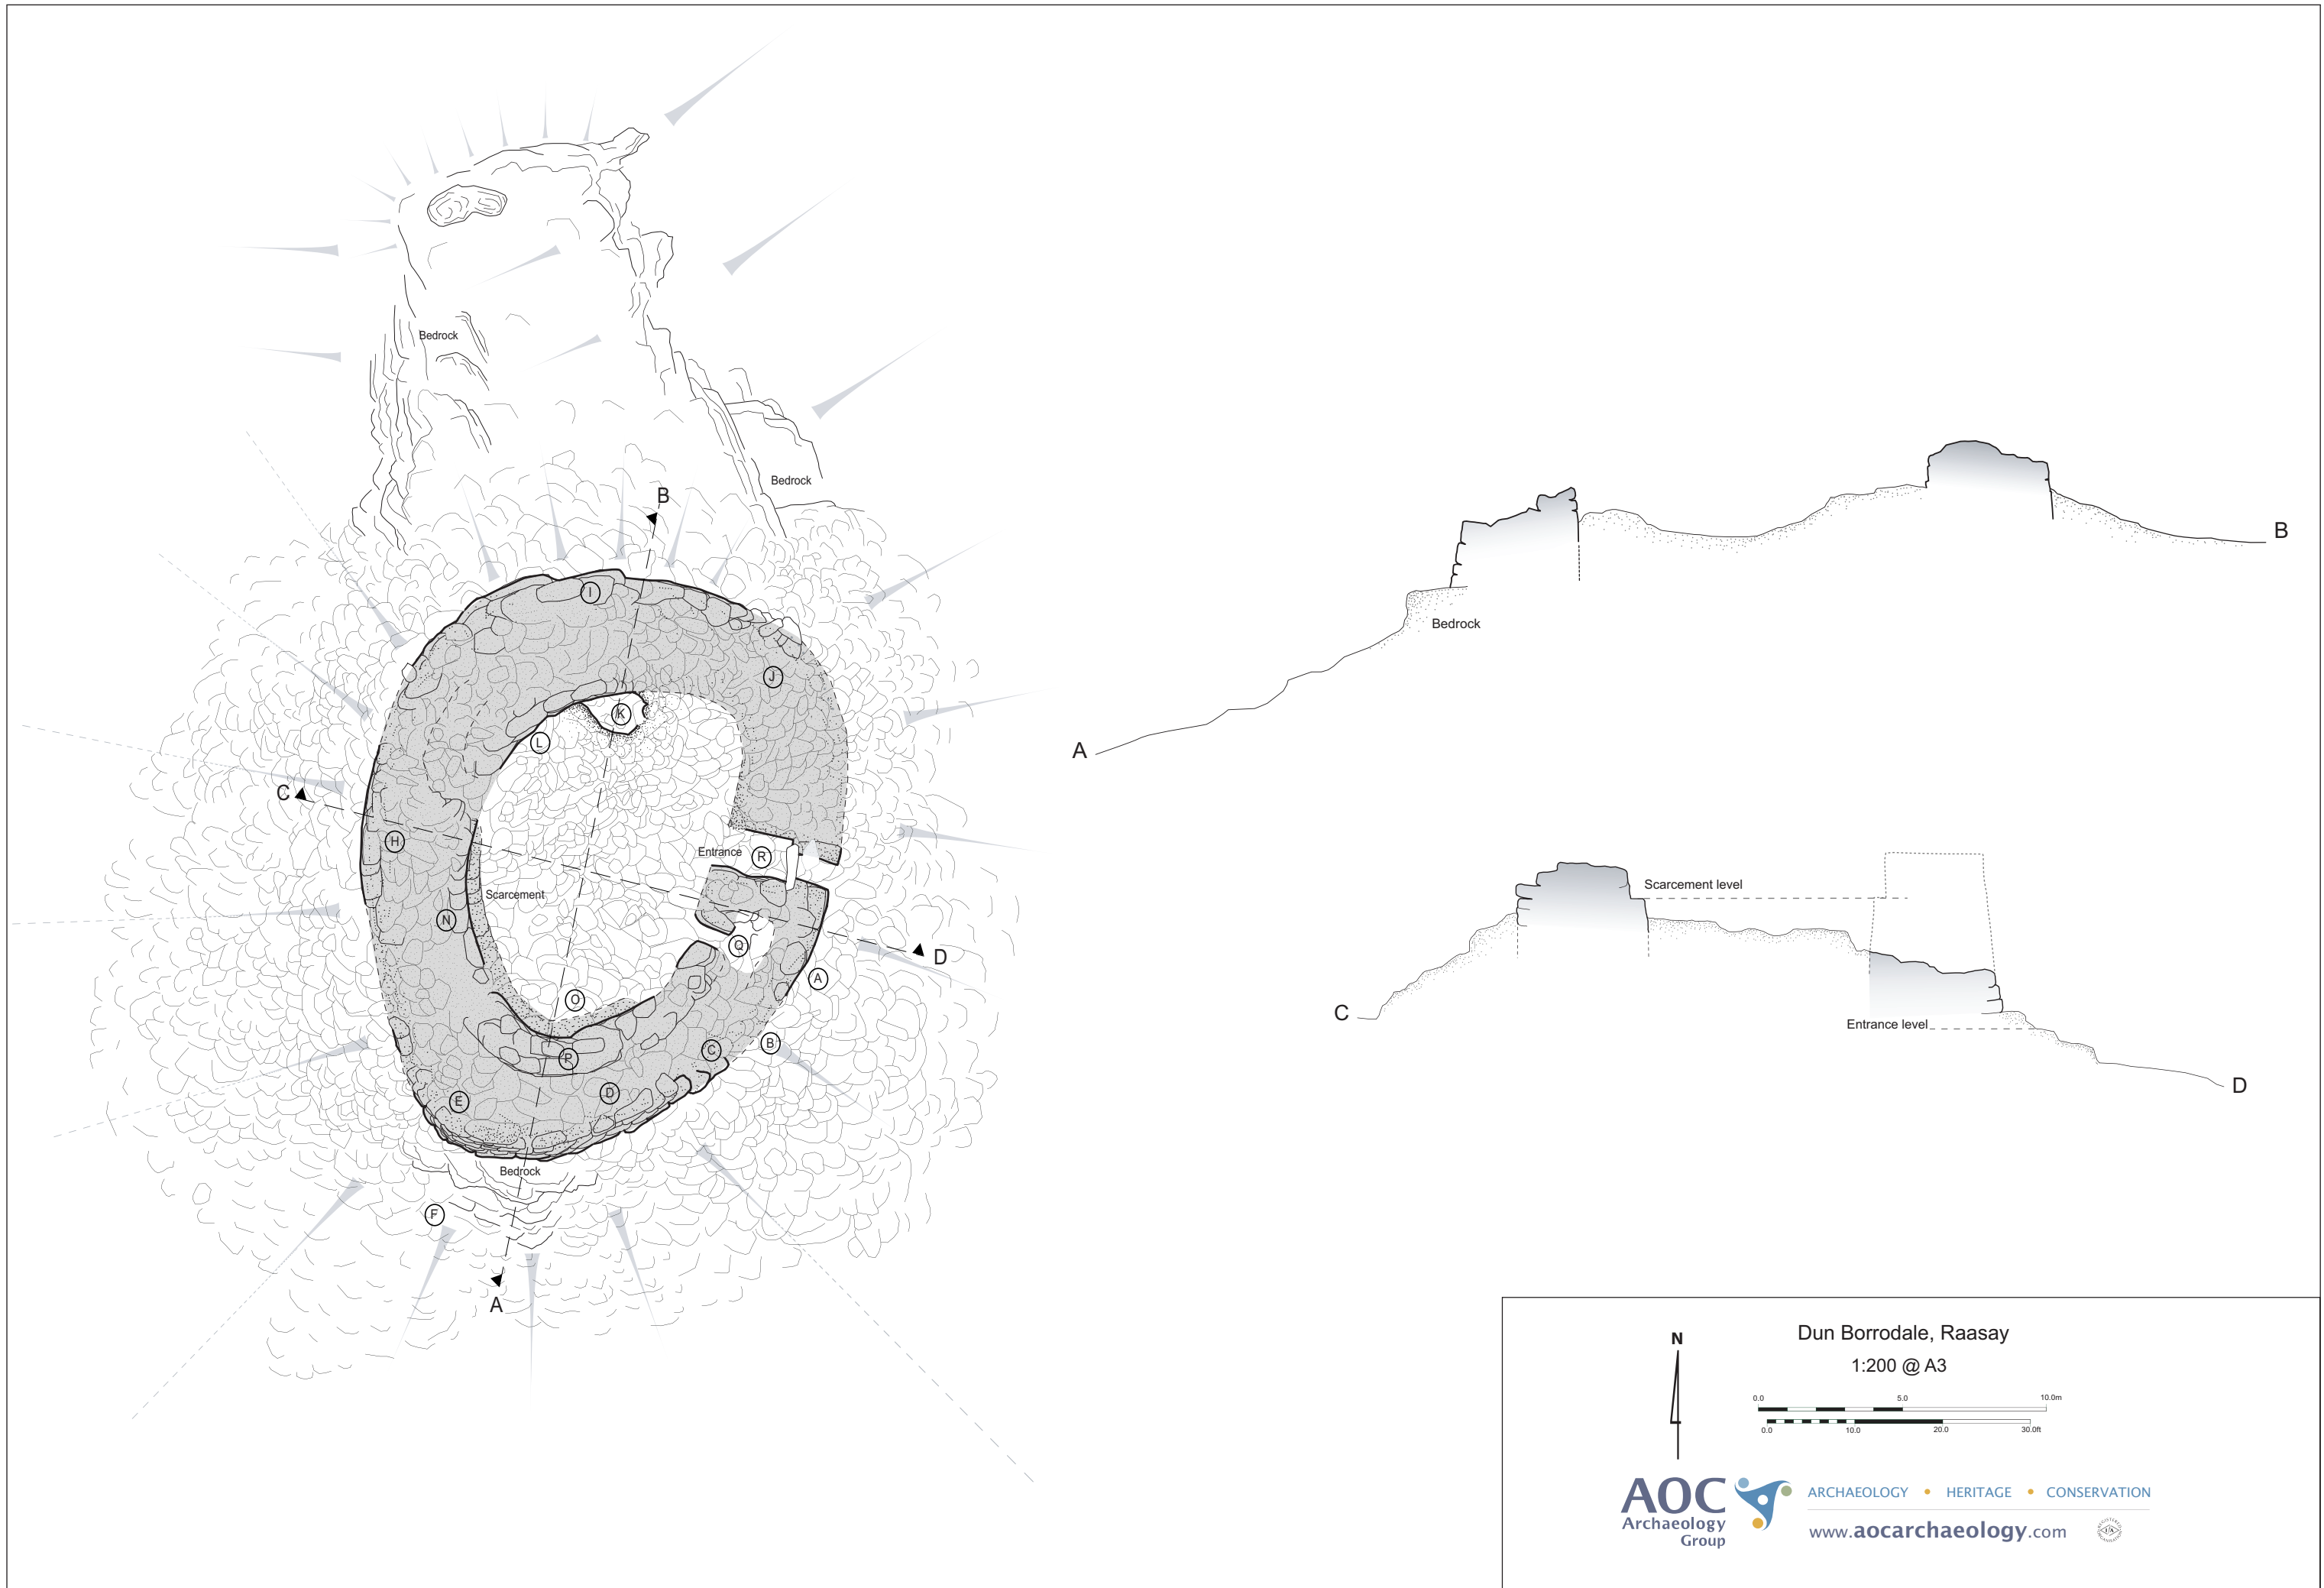 Bedrock
Bedrock
B
I
J
K
L
C
H
Entrance
R
Scarcement
N
Q
D
A
O
B
C
P
D
E
Bedrock
F
A
B
Bedrock
A
Scarcement level
C
Entrance level
D
N
Dun Borrodale, Raasay
1:200 @ A3
0.0 5.0 10.0m
0.0 10.0 20.0 30.0ft
AOC
Archaeology
Group
ARCHAEOLOGY • HERITAGE • CONSERVATION
www.aocarchaeology.com